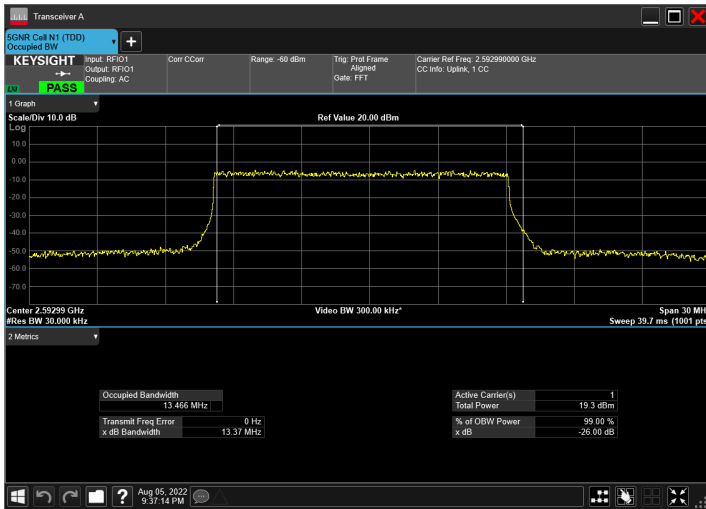 Transceiver A
5GNR Cell N1 (TDD)
Occupied BW
KEYSIGHT
LXI
PASS
Input: RFIO1
Output: RFIO1
Coupling: AC
Corr CCorr
Range: -60 dBm
Trig: Prot Frame
Aligned
Gate: FFT
Carrier Ref Freq: 2.592990000 GHz
CC Info: Uplink, 1 CC
1 Graph
Scale/Div 10.0 dB
Ref Value 20.00 dBm
Log
10.0
0.00
-10.0
-20.0
-30.0
-40.0
-50.0
-60.0
-70.0
Center 2.59299 GHz
Video BW 300.00 kHz*
Span 30 MH
#Res BW 30.000 kHz
Sweep 39.7 ms (1001 pts
2 Metrics
Occupied Bandwidth
13.466 MHz
Transmit Freq Error 0 Hz
x dB Bandwidth 13.37 MHz
Active Carrier(s) 1
Total Power 19.3 dBm
% of OBW Power 99.00 %
x dB -26.00 dB
?
Aug 05, 2022
9:37:14 PM